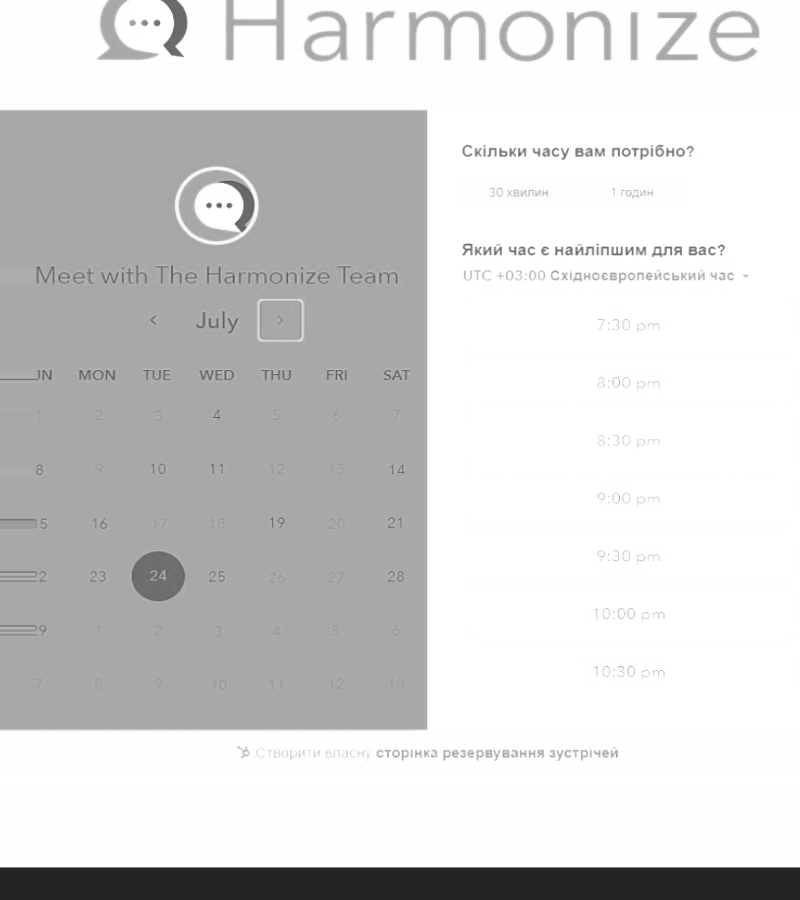 Harmonize
Meet with The Harmonize Team
July
UN MON TUE WED THU FRI SAT
1 2 3 4 5 6 7
8 9 10 11 12 13 14
5 16 17 18 19 20 21
2 23 24 25 26 27 28
9 1 2 3 4 5 6
7 8 9 10 11 12 13
Скільки часу вам потрібно?
30 хвилин 1 годин
Який час є найліпшим для вас?
UTC +03:00 Східноєвропейський час
7:30 pm
8:00 pm
8:30 pm
9:00 pm
9:30 pm
10:00 pm
10:30 pm
Створити власну сторінка резервування зустрічей